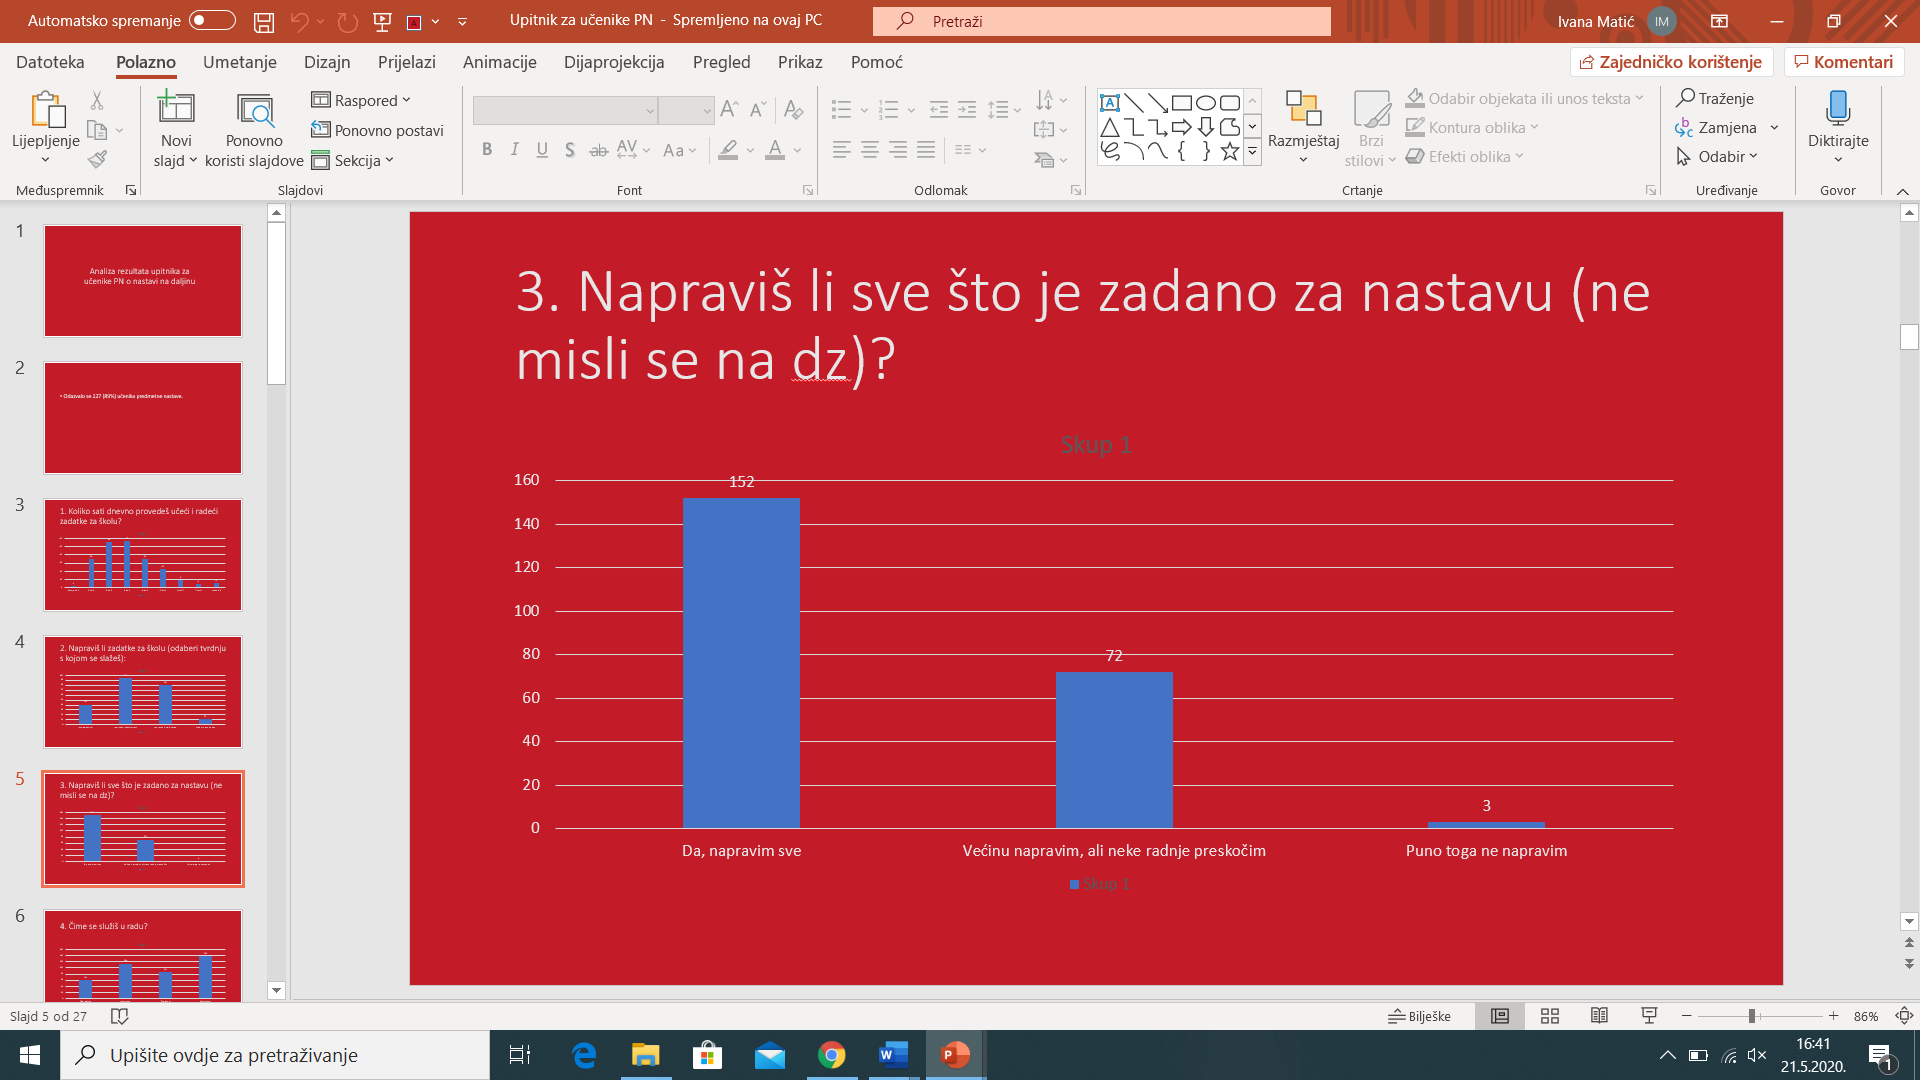 Automatsko spremanje
Upitnik za učenike PN - Spremljeno na ovaj PC
Pretraži
Ivana Matić
IM
Datoteka
Polazno
Umetanje
Dizajn
Prijelazi
Animacije
Dijaprojekcija
Pregled
Prikaz
Pomoć
Zajedničko korištenje
Komentari
Lijepljenje
Međuspremnik
Novi slajd
Ponovno koristi slajdove
Raspored
Ponovno postavi
Sekcija
Slajdovi
Font
Odlomak
Razmještaj
Brzi stilovi
Odabir objekata ili unos teksta
Kontura oblika
Efekti oblika
Crtanje
Traženje
Zamjena
Odabir
Uređivanje
Diktirajte
Govor
1
Analiza rezultata upitnika za
učenike PN o nastavi na daljinu
2
• Odazvalo se 227 (89%) učenika predmetne nastave.
3
1. Koliko sati dnevno provedeš učeći i radeći
zadatke za školu?
4
2. Napraviš li zadatke za školu (odaberi tvrdnju
s kojom se slažeš):
5
3. Napraviš li sve što je zadano za nastavu (ne
misli se na dz)?
6
4. Čime se služiš u radu?
3. Napraviš li sve što je zadano za nastavu (ne
misli se na dz)?
Skup 1
160
140
120
100
80
60
40
20
0
152
72
3
Da, napravim sve
Većinu napravim, ali neke radnje preskočim
Puno toga ne napravim
Skup 1
Slajd 5 od 27
Bilješke
86%
Upišite ovdje za pretraživanje
16:41
21.5.2020.
1